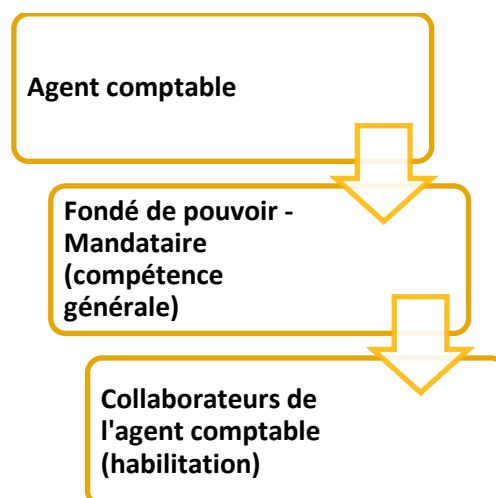 Agent comptable
Fondé de pouvoir -
Mandataire
(compétence
générale)
Collaborateurs de
l'agent comptable
(habilitation)